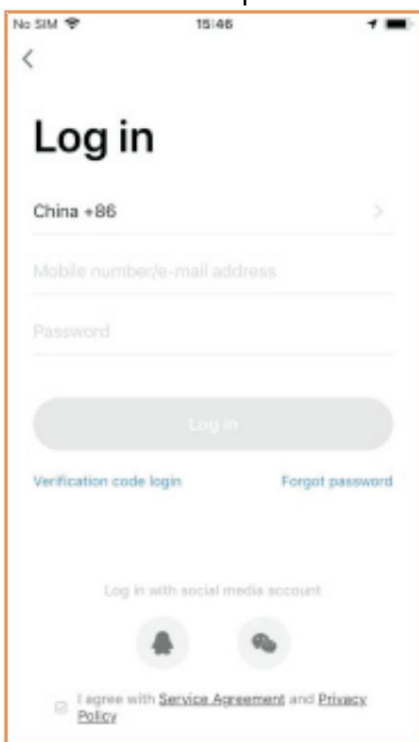 No SIM 15:46
Log in
China +86
Mobile number/e-mail address
Password
Log in
Verification code login Forgot password
Log in with social media account
I agree with Service Agreement and Privacy
Policy